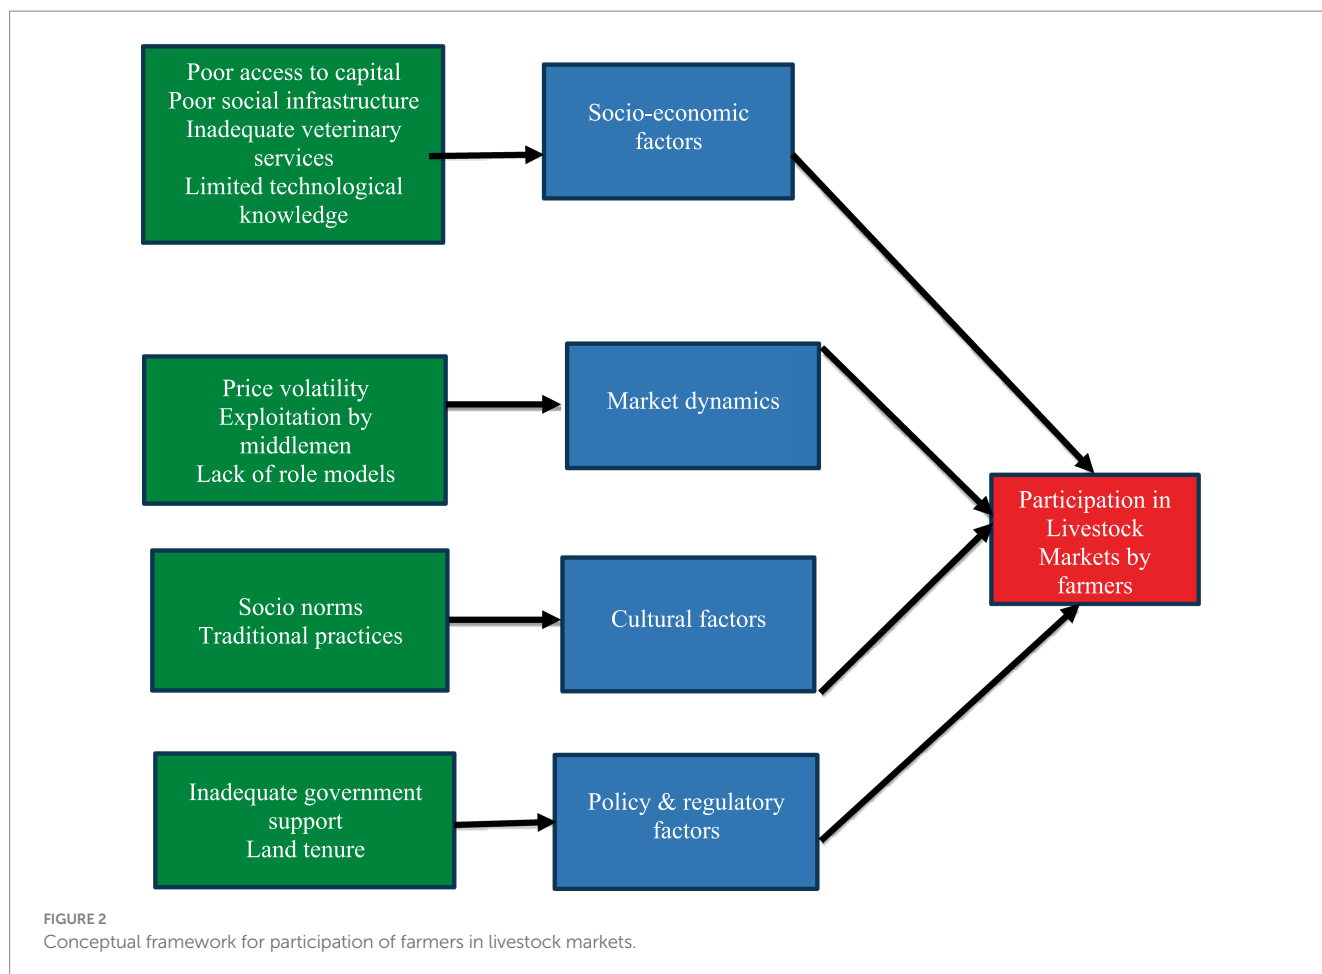 Poor access to capital
Poor social infrastructure
Inadequate veterinary
services
Limited technological
knowledge
Socio-economic
factors
Price volatility
Exploitation by
middlemen
Lack of role models
Market dynamics
Participation in
Livestock
Markets by
farmers
Socio norms
Traditional practices
Cultural factors
Inadequate government
support
Land tenure
Policy & regulatory
factors
FIGURE 2
Conceptual framework for participation of farmers in livestock markets.